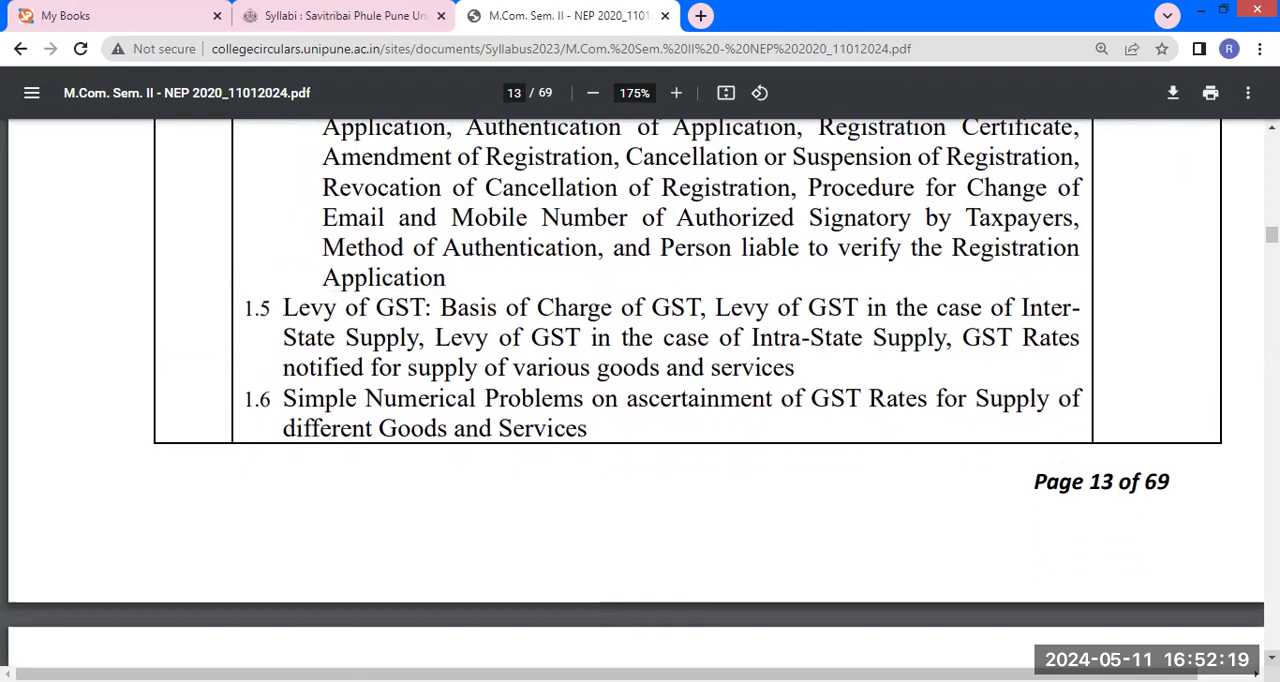 My Books
Syllabi : Savitribai Phule Pune Un
M.Com. Sem. II - NEP 2020_1101
Not secure
collegecirculars.unipune.ac.in/sites/documents/Syllabus2023/M.Com.%20Sem.%20II%20-%20NEP%202020_11012024.pdf
R
M.Com. Sem. II - NEP 2020_11012024.pdf
13 / 69
175%
Application, Authentication of Application, Registration Certificate,
Amendment of Registration, Cancellation or Suspension of Registration,
Revocation of Cancellation of Registration, Procedure for Change of
Email and Mobile Number of Authorized Signatory by Taxpayers,
Method of Authentication, and Person liable to verify the Registration
Application
1.5 Levy of GST: Basis of Charge of GST, Levy of GST in the case of Inter-
State Supply, Levy of GST in the case of Intra-State Supply, GST Rates
notified for supply of various goods and services
1.6 Simple Numerical Problems on ascertainment of GST Rates for Supply of
different Goods and Services
Page 13 of 69
2024-05-11 16:52:19